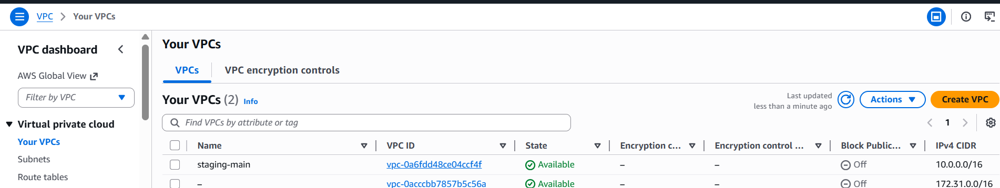 VPC > Your VPCs
VPC dashboard
AWS Global View
Filter by VPC
Virtual private cloud
Your VPCs
Subnets
Route tables
Your VPCs
VPCs VPC encryption controls
Your VPCs (2) Info
Last updated
less than a minute ago
Actions
Create VPC
Find VPCs by attribute or tag
1
Name VPC ID State Encryption c... Encryption control ... Block Public... IPv4 CIDR
staging-main vpc-0a6fdd48ce04ccf4f Available – – Off 10.0.0.0/16
– vpc-0acccbb7857b5c56a Available – – Off 172.31.0.0/16